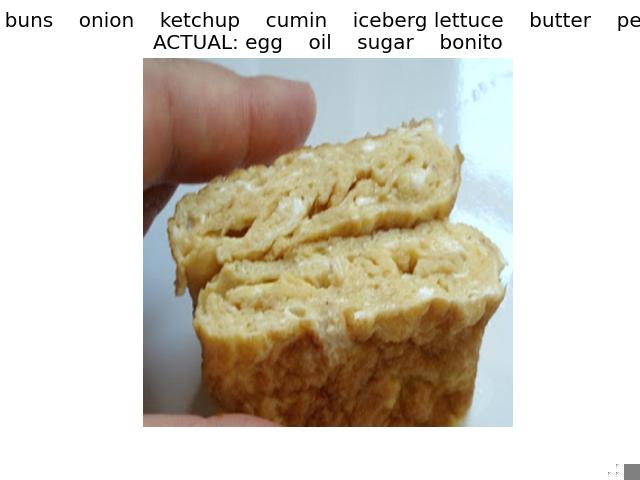 buns onion ketchup cumin iceberg lettuce butter pe
ACTUAL: egg oil sugar bonito